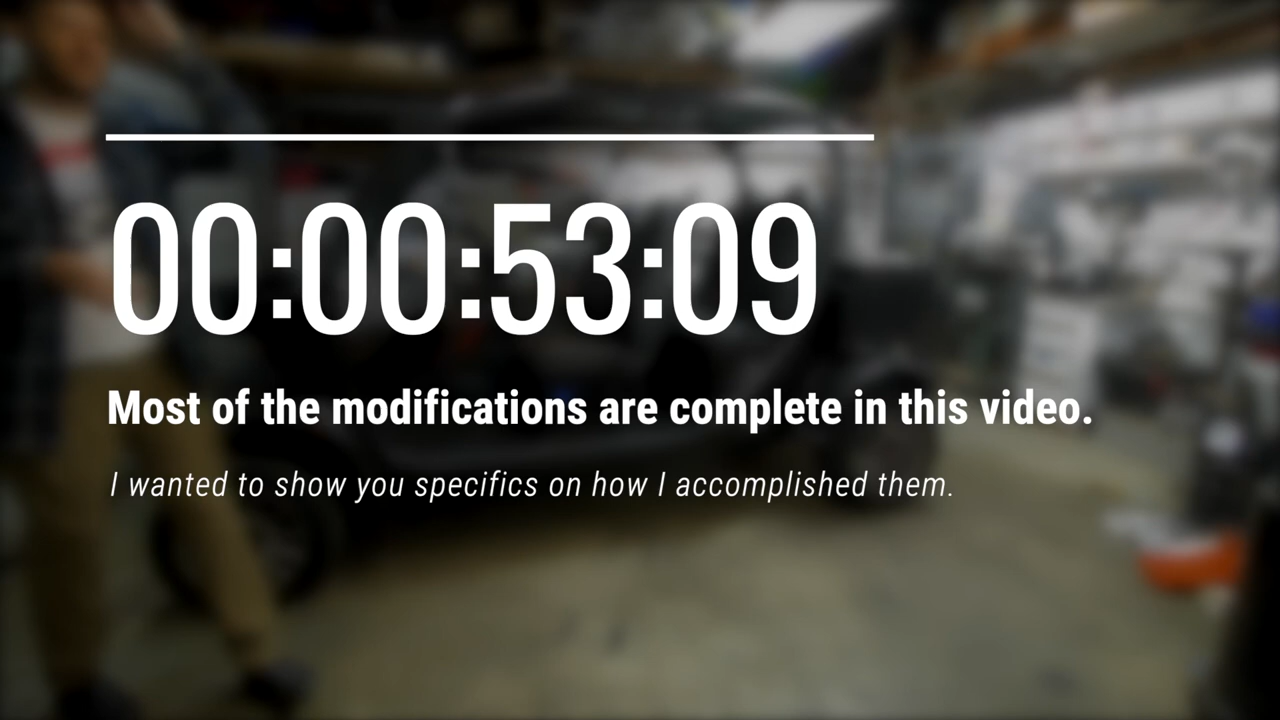 00:00:53:09
Most of the modifications are complete in this video.
I wanted to show you specifics on how I accomplished them.